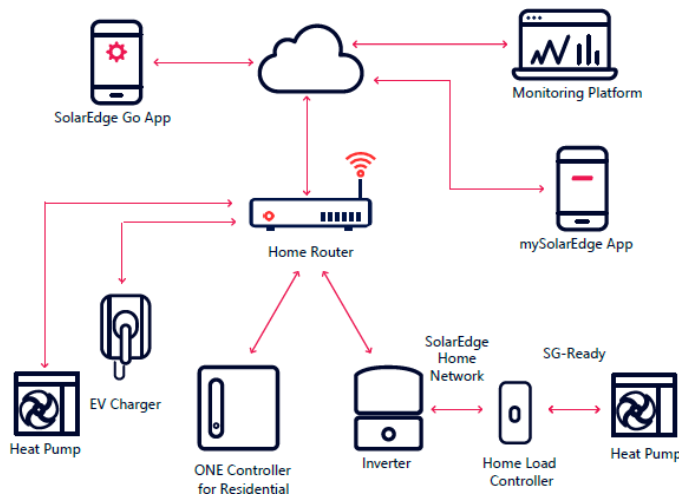 SolarEdge Go App
Monitoring Platform
mySolarEdge App
Home Router
EV Charger
Heat Pump
ONE Controller
for Residential
Inverter
SolarEdge
Home
Network
Home Load
Controller
SG-Ready
Heat Pump